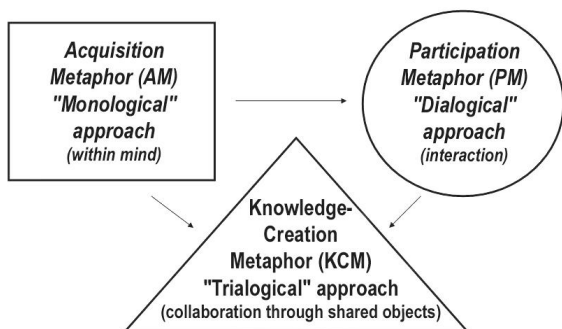 Acquisition
Metaphor (AM)
"Monological"
approach
(within mind)
Participation
Metaphor (PM)
"Dialogical"
approach
(interaction)
Knowledge-
Creation
Metaphor (KCM)
"Trialogical" approach
(collaboration through shared objects)